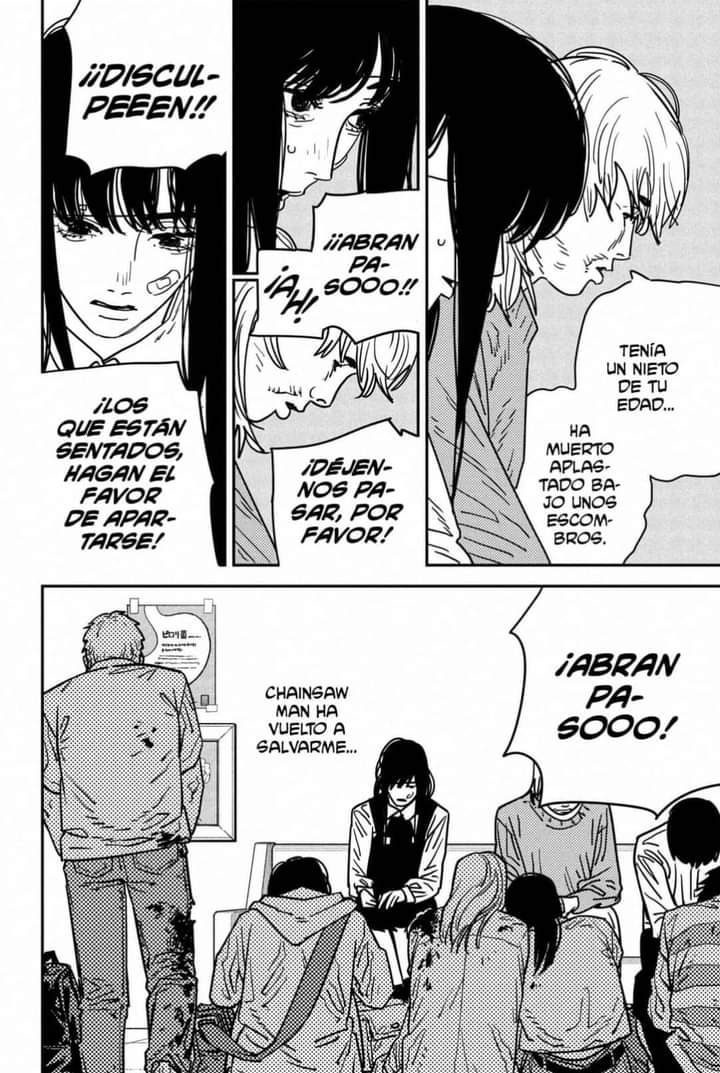 TENÍA
UN NIETO
DE TU
EDAD...
HA
MUERTO
APLAS-
TADO BA-
JO UNOS
ESCOM-
BROS.
¡¡ABRAN
PA-
SOOO!!
¡AH!
¡DÉJEN-
NOS PA-
SAR, POR
FAVOR!
¡¡DISCUL-
PEEEN!!
¡LOS
QUE ESTÁN
SENTADOS,
HAGAN EL
FAVOR
DE APAR-
TARSE!
¡ABRAN
PA-
SOOO!
CHAINSAW
MAN HA
VUELTO A
SALVARME...